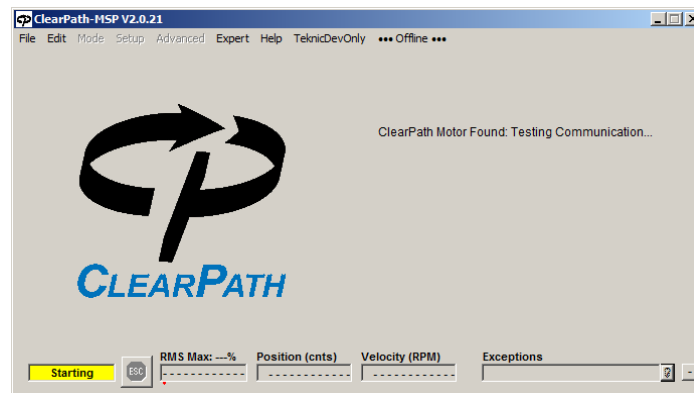 ClearPath-MSP V2.0.21
File Edit Mode Setup Advanced Expert Help TeknicDevOnly ••• Offline •••
ClearPath Motor Found: Testing Communication...
CLEARPATH
RMS Max: ---% Position (cnts) Velocity (RPM) Exceptions
Starting ESC ------------ ------------ ------------ ? -